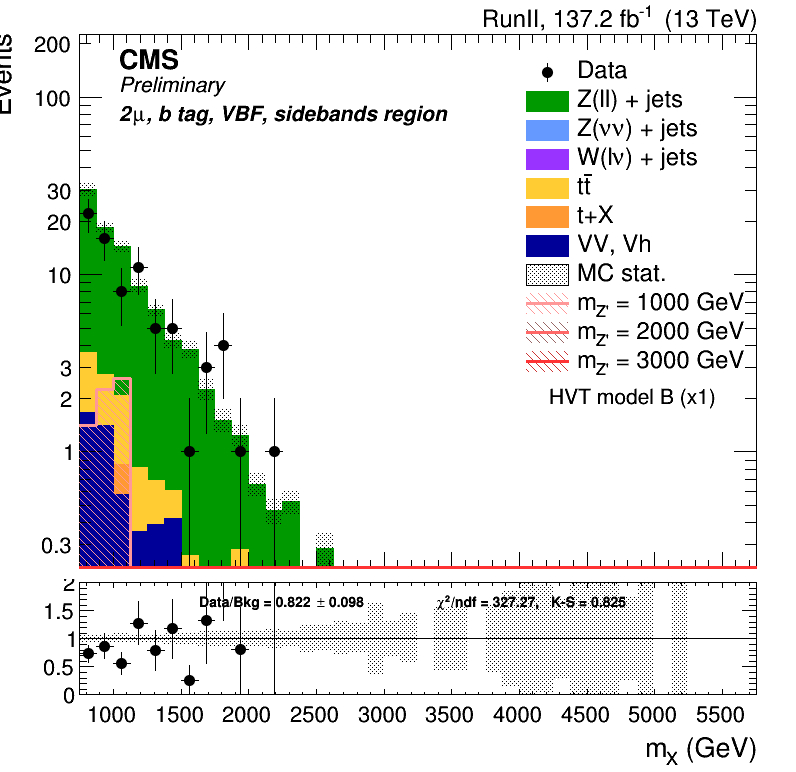 RunII, 137.2 fb⁻¹ (13 TeV)
Events
200
100
30
20
10
3
2
1
0.3
CMS
Preliminary
2μ, b tag, VBF, sidebands region
Data
Z(ll) + jets
Z(νν) + jets
W(lν) + jets
tt̄
t+X
VV, Vh
MC stat.
m_Z' = 1000 GeV
m_Z' = 2000 GeV
m_Z' = 3000 GeV
HVT model B (x1)
2
1.5
1
0.5
0
Data/Bkg = 0.822 ± 0.098
χ²/ndf = 327.27, K-S = 0.825
1000 1500 2000 2500 3000 3500 4000 4500 5000 5500
m_X (GeV)